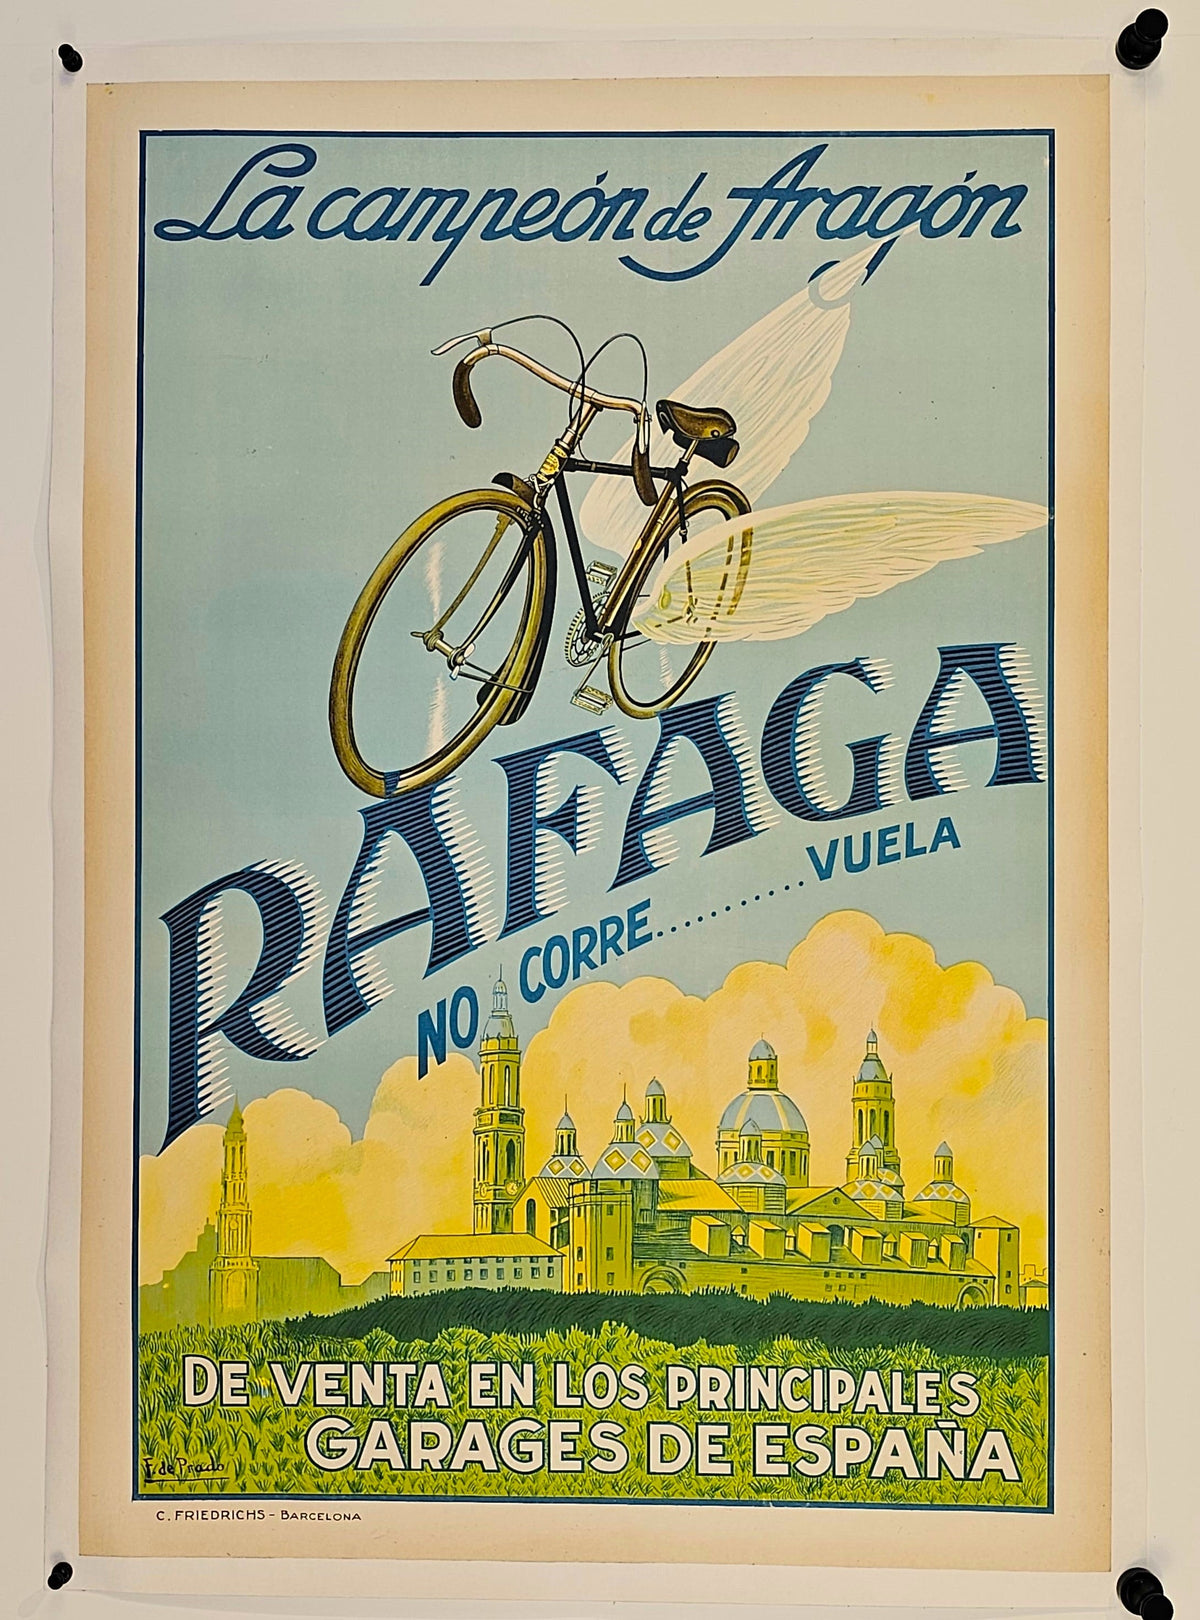 La campeón de Aragón
RÁFAGA
NO CORRE..........VUELA
DE VENTA EN LOS PRINCIPALES
GARAGES DE ESPAÑA
F. de Prado
C. FRIEDRICHS - BARCELONA